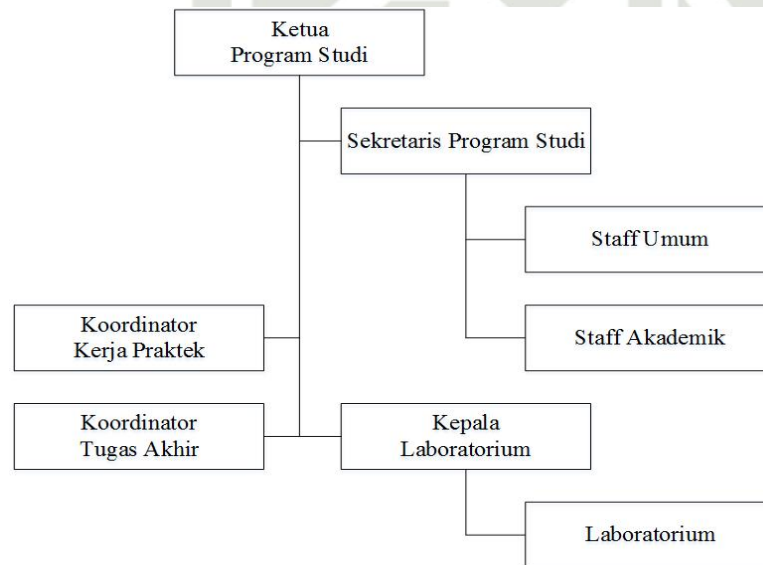 Ketua
Program Studi
Sekretaris Program Studi
Staff Umum
Staff Akademik
Koordinator
Kerja Praktek
Koordinator
Tugas Akhir
Kepala
Laboratorium
Laboratorium